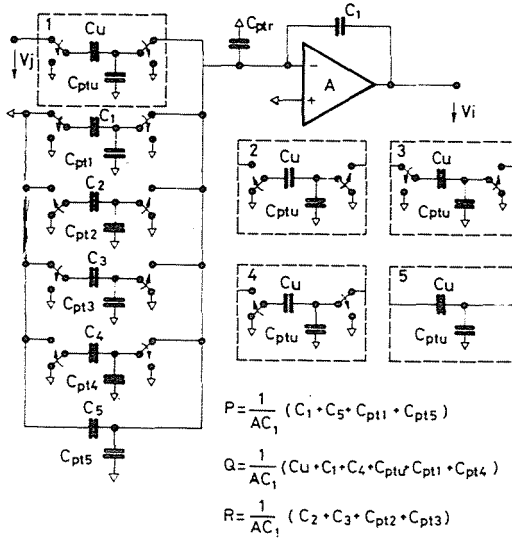 1
Cu
Vj
Cptu
Cptr
C1
−
A
+
Vi
C1
Cpt1
C2
Cpt2
C3
Cpt3
C4
Cpt4
C5
Cpt5
2
Cu
Cptu
3
Cu
Cptu
4
Cu
Cptu
5
Cu
Cptu
P=1/AC1 (C1+C5+Cpt1+Cpt5)
Q=1/AC1 (Cu+C1+C4+Cptu+Cpt1+Cpt4)
R=1/AC1 (C2+C3+Cpt2+Cpt3)